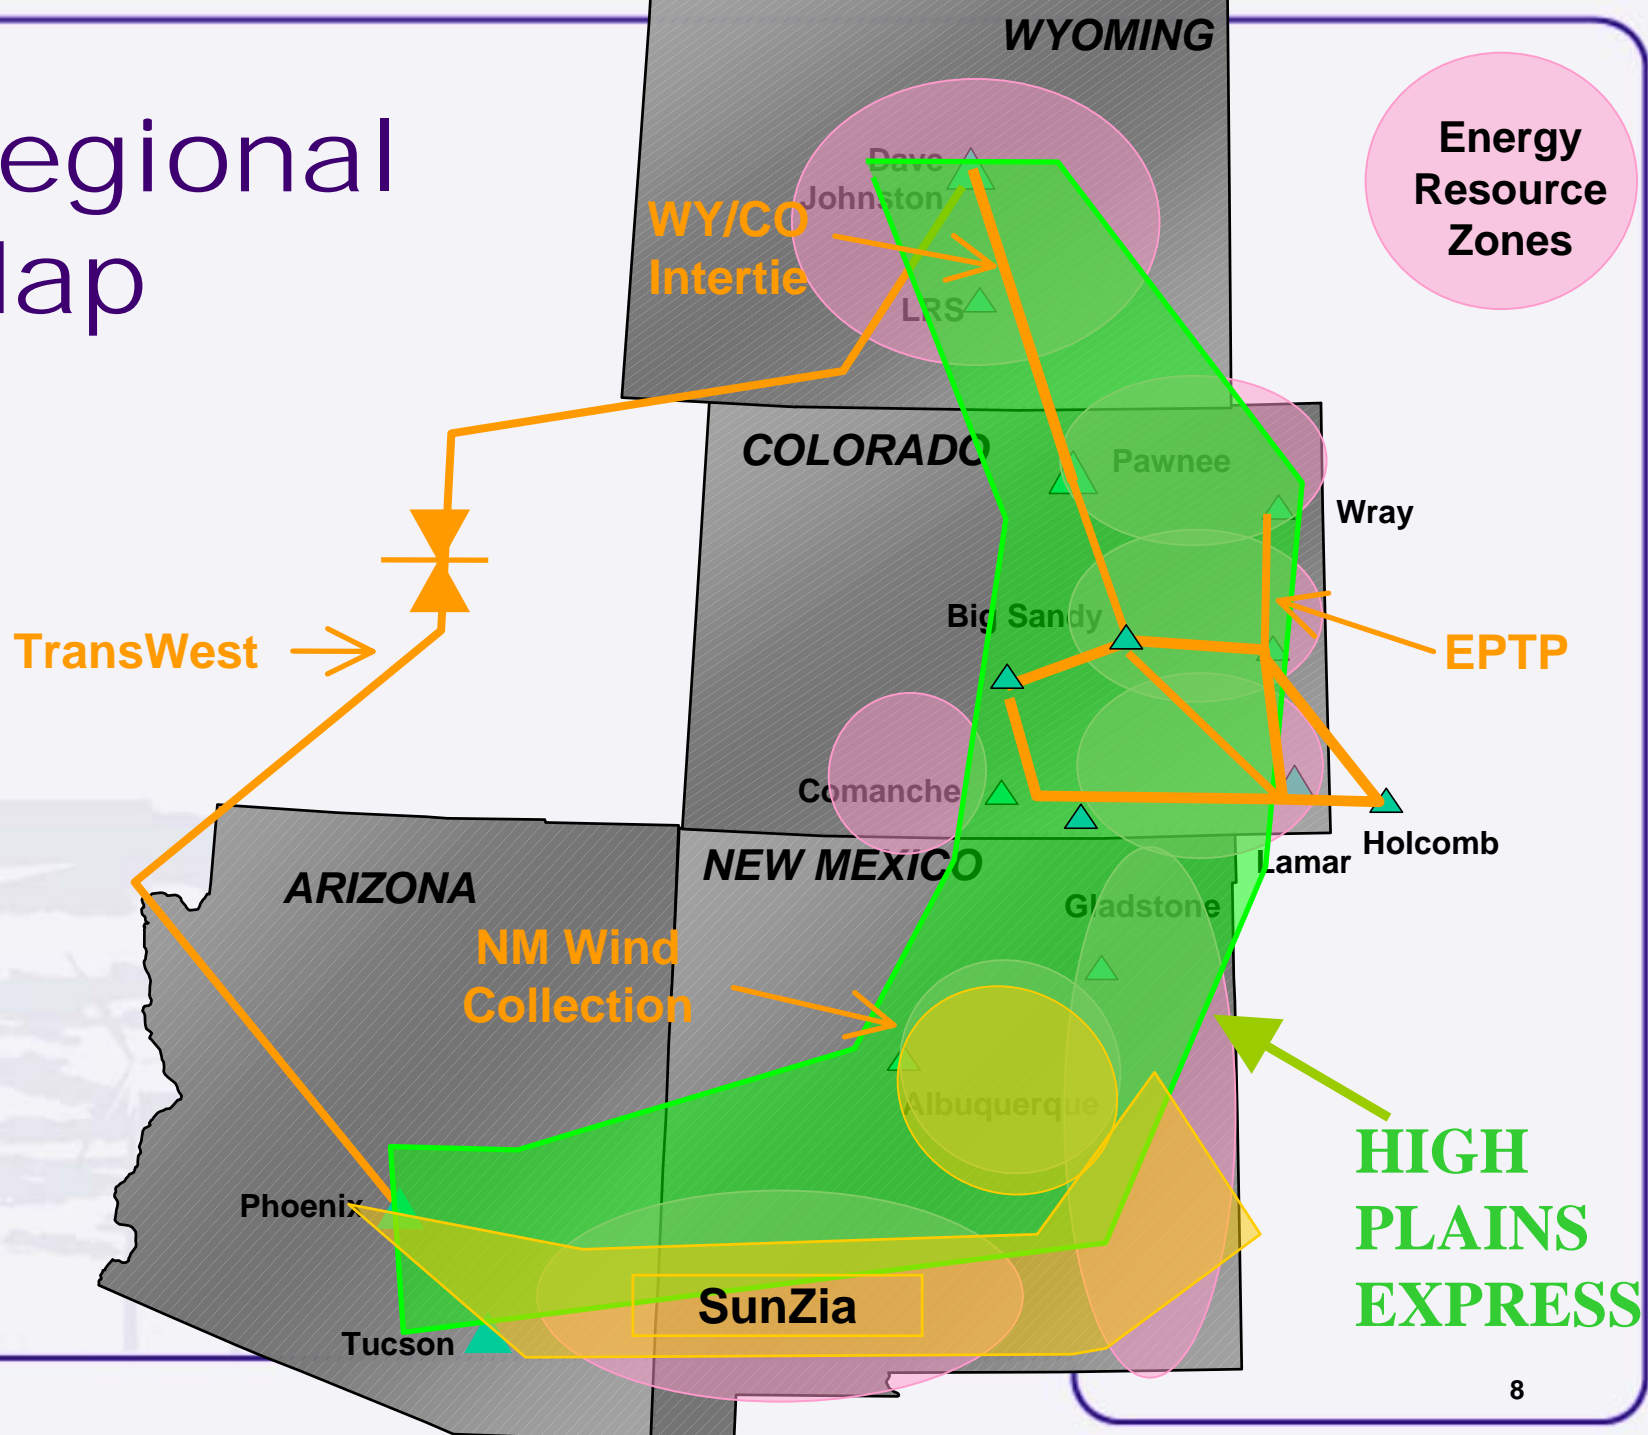 WYOMING
egional
ap
Energy
Resource
Zones
Dave
Johnston
WY/CO
Intertie
LRS
COLORADO
Pawnee
Wray
Big Sandy
TransWest
EPTP
Comanche
Holcomb
Lamar
NEW MEXICO
ARIZONA
Gladstone
NM Wind
Collection
Albuquerque
HIGH
PLAINS
EXPRESS
Phoenix
SunZia
Tucson
8